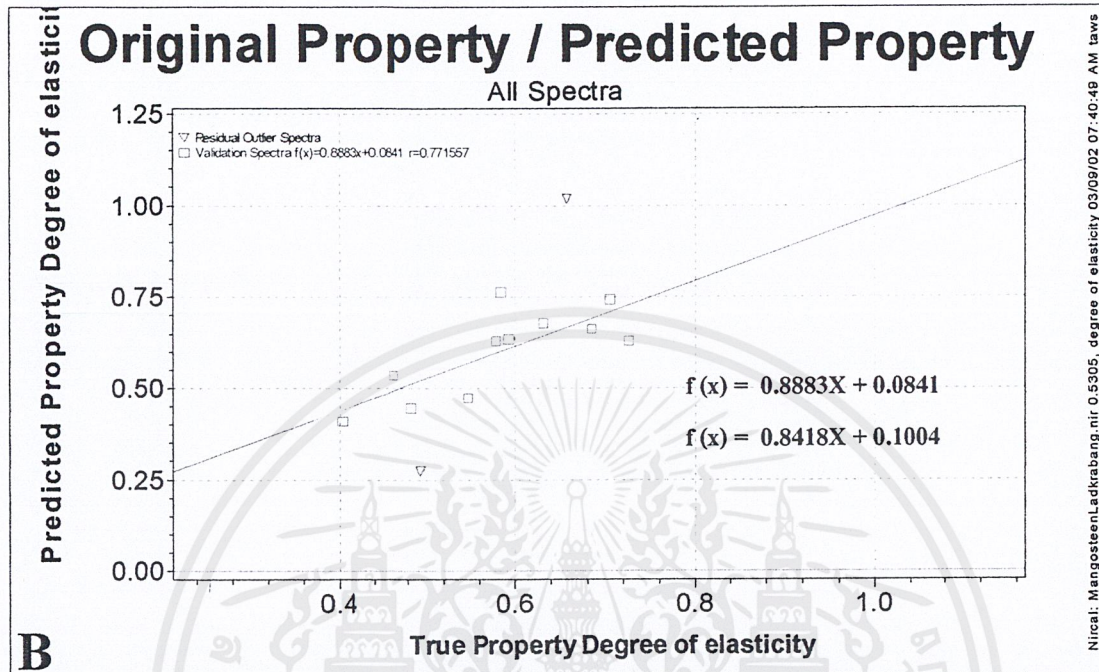 Original Property / Predicted Property
All Spectra
Predicted Property Degree of elasticit
1.25
1.00
0.75
0.50
0.25
0.00
▽ Residual Outlier Spectra
□ Validation Spectra f(x)=0.8883x+0.0841 r=0.771557
f (x) = 0.8883X + 0.0841
f (x) = 0.8418X + 0.1004
0.4 0.6 0.8 1.0
True Property Degree of elasticity
B
Nircal: MangosteenLadkrabang.nir 0.5305, degree of elasticity 03/09/02 07:40:49 AM taws